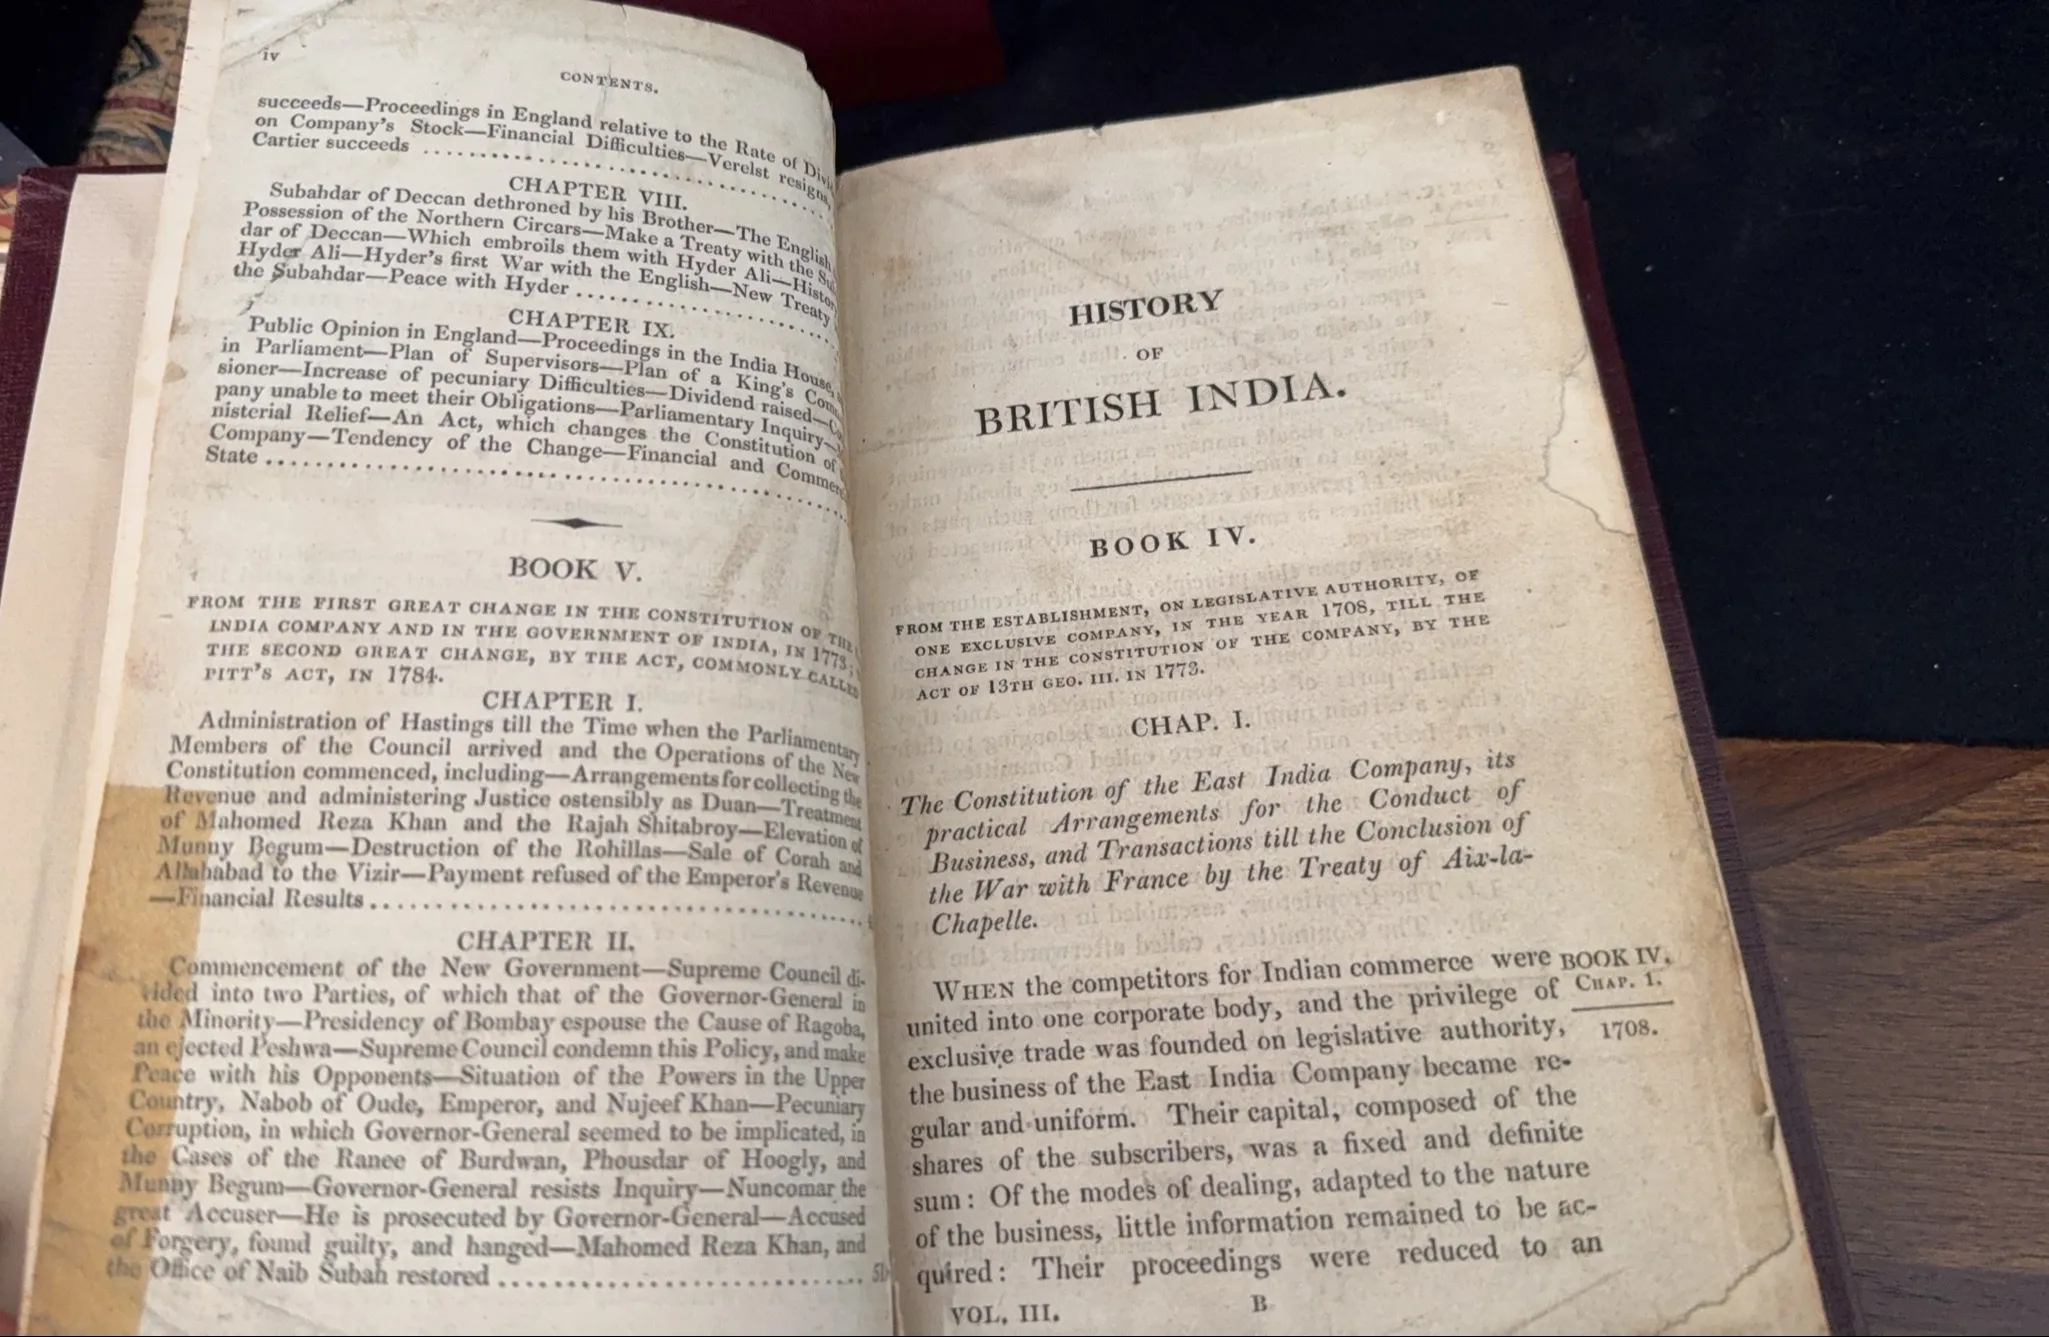 iv
CONTENTS.
succeeds—Proceedings in England relative to the Rate of
on Company's Stock—Financial Difficulties—Verelst resigns,
Cartier succeeds
CHAPTER VIII.
Subahdar of Deccan dethroned by his Brother—The English
Possession of the Northern Circars—Make a Treaty with the
dar of Deccan—Which embroils them with Hyder Ali—
Hyder Ali—Hyder's first War with the English—New Treaty
the Subahdar—Peace with Hyder
CHAPTER IX.
Public Opinion in England—Proceedings in the India House,
in Parliament—Plan of Supervisors—Plan of a King's
sioner—Increase of pecuniary Difficulties—Dividend raised—
pany unable to meet their Obligations—Parliamentary Inquiry—
nisterial Relief—An Act, which changes the Constitution of
Company—Tendency of the Change—Financial and
State
BOOK V.
FROM THE FIRST GREAT CHANGE IN THE CONSTITUTION OF THE
INDIA COMPANY AND IN THE GOVERNMENT OF INDIA, IN 1773;
THE SECOND GREAT CHANGE, BY THE ACT, COMMONLY CALLED
PITT'S ACT, IN 1784.
CHAPTER I.
Administration of Hastings till the Time when the Parliamentary
Members of the Council arrived and the Operations of the New
Constitution commenced, including—Arrangements for collecting the
Revenue and administering Justice ostensibly as Duan—Treatment
of Mahomed Reza Khan and the Rajah Shitabroy—Elevation of
Munny Begum—Destruction of the Rohillas—Sale of Corah and
Allahabad to the Vizir—Payment refused of the Emperor's Revenue
—Financial Results
CHAPTER II.
Commencement of the New Government—Supreme Council di-
vided into two Parties, of which that of the Governor-General in
the Minority—Presidency of Bombay espouse the Cause of Ragoba,
an ejected Peshwa—Supreme Council condemn this Policy, and make
Peace with his Opponents—Situation of the Powers in the Upper
Country, Nabob of Oude, Emperor, and Nujeef Khan—Pecuniary
Corruption, in which Governor-General seemed to be implicated, in
the Cases of the Ranee of Burdwan, Phousdar of Hoogly, and
Munny Begum—Governor-General resists Inquiry—Nuncomar the
great Accuser—He is prosecuted by Governor-General—Accused
of Forgery, found guilty, and hanged—Mahomed Reza Khan, and
the Office of Naib Subah restored
HISTORY
OF
BRITISH INDIA.
BOOK IV.
FROM THE ESTABLISHMENT, ON LEGISLATIVE AUTHORITY, OF
ONE EXCLUSIVE COMPANY, IN THE YEAR 1708, TILL THE
CHANGE IN THE CONSTITUTION OF THE COMPANY, BY THE
ACT OF 13TH GEO. III. IN 1773.
CHAP. I.
The Constitution of the East India Company, its
practical Arrangements for the Conduct of
Business, and Transactions till the Conclusion of
the War with France by the Treaty of Aix-la-
Chapelle.
WHEN the competitors for Indian commerce were
united into one corporate body, and the privilege of
exclusive trade was founded on legislative authority,
the business of the East India Company became re-
gular and uniform. Their capital, composed of the
shares of the subscribers, was a fixed and definite
sum: Of the modes of dealing, adapted to the nature
of the business, little information remained to be ac-
quired: Their proceedings were reduced to an
BOOK IV.
CHAP. 1.
1708.
VOL. III. B